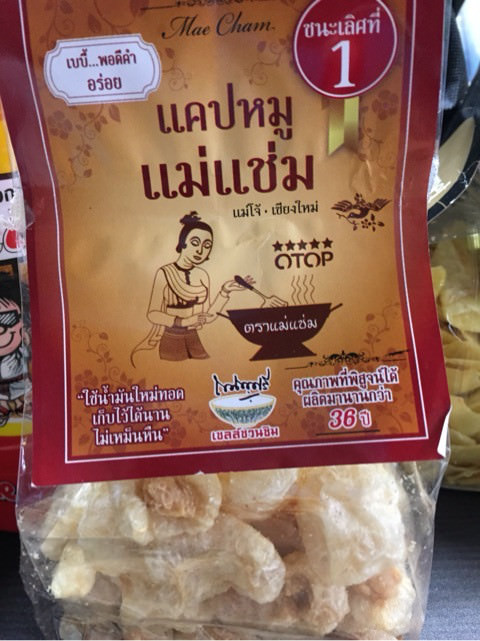 Mae Cham
ชนะเลิศที่
1
เบบี้...พอดีคำ
อร่อย
แคปหมู
แม่แช่ม
แม่โจ้ · เชียงใหม่
OTOP
ตราแม่แช่ม
"ใช้น้ำมันใหม่ทอด
เก็บไว้ได้นาน
ไม่เหม็นหืน"
เชลล์ชวนชิม
คุณภาพที่พิสูจน์ได้
ผลิตมานานกว่า
36 ปี